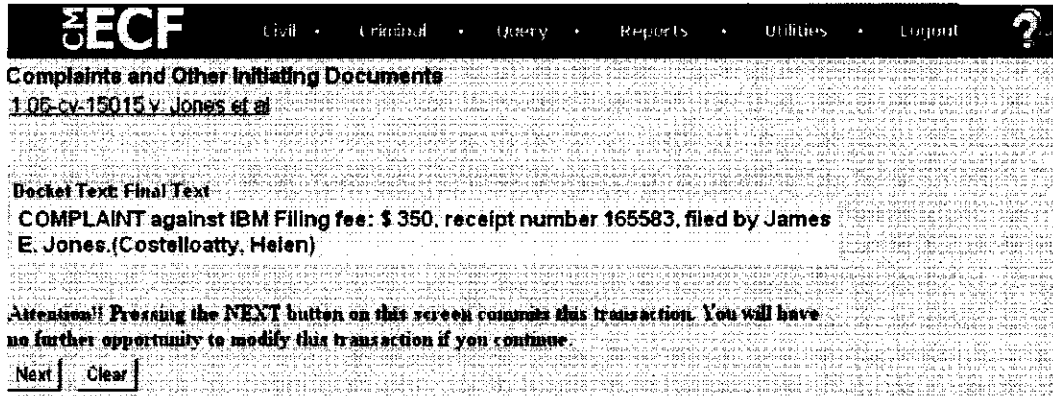 CM ECF Civil • Criminal • Query • Reports • Utilities • Logout ?
Complaints and Other Initiating Documents
1:06-cv-15015 v. Jones et al
Docket Text: Final Text
COMPLAINT against IBM Filing fee: $ 350, receipt number 165583, filed by James
E. Jones.(Costelloatty, Helen)
Attention!! Pressing the NEXT button on this screen commits this transaction. You will have
no further opportunity to modify this transaction if you continue.
Next Clear